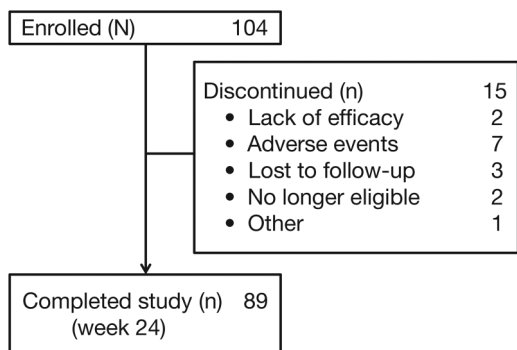 Enrolled (N) 104
Discontinued (n) 15
• Lack of efficacy 2
• Adverse events 7
• Lost to follow-up 3
• No longer eligible 2
• Other 1
Completed study (n) 89
(week 24)